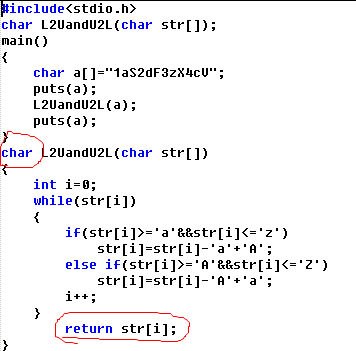 #include<stdio.h>
char L2UandU2L(char str[]);
main()
{
    char a[]="1aS2dF3zX4cV";
    puts(a);
    L2UandU2L(a);
    puts(a);
}
char L2UandU2L(char str[])
{
    int i=0;
    while(str[i])
    {
        if(str[i]>='a'&&str[i]<='z')
            str[i]=str[i]-'a'+'A';
        else if(str[i]>='A'&&str[i]<='Z')
            str[i]=str[i]-'A'+'a';
        i++;
    }
        return str[i];
}